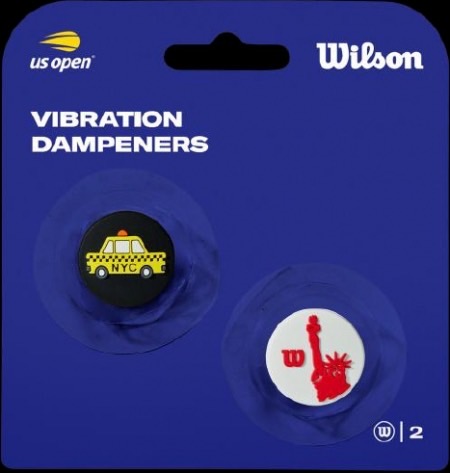 us open
Wilson
VIBRATION
DAMPENERS
NYC
W
W | 2